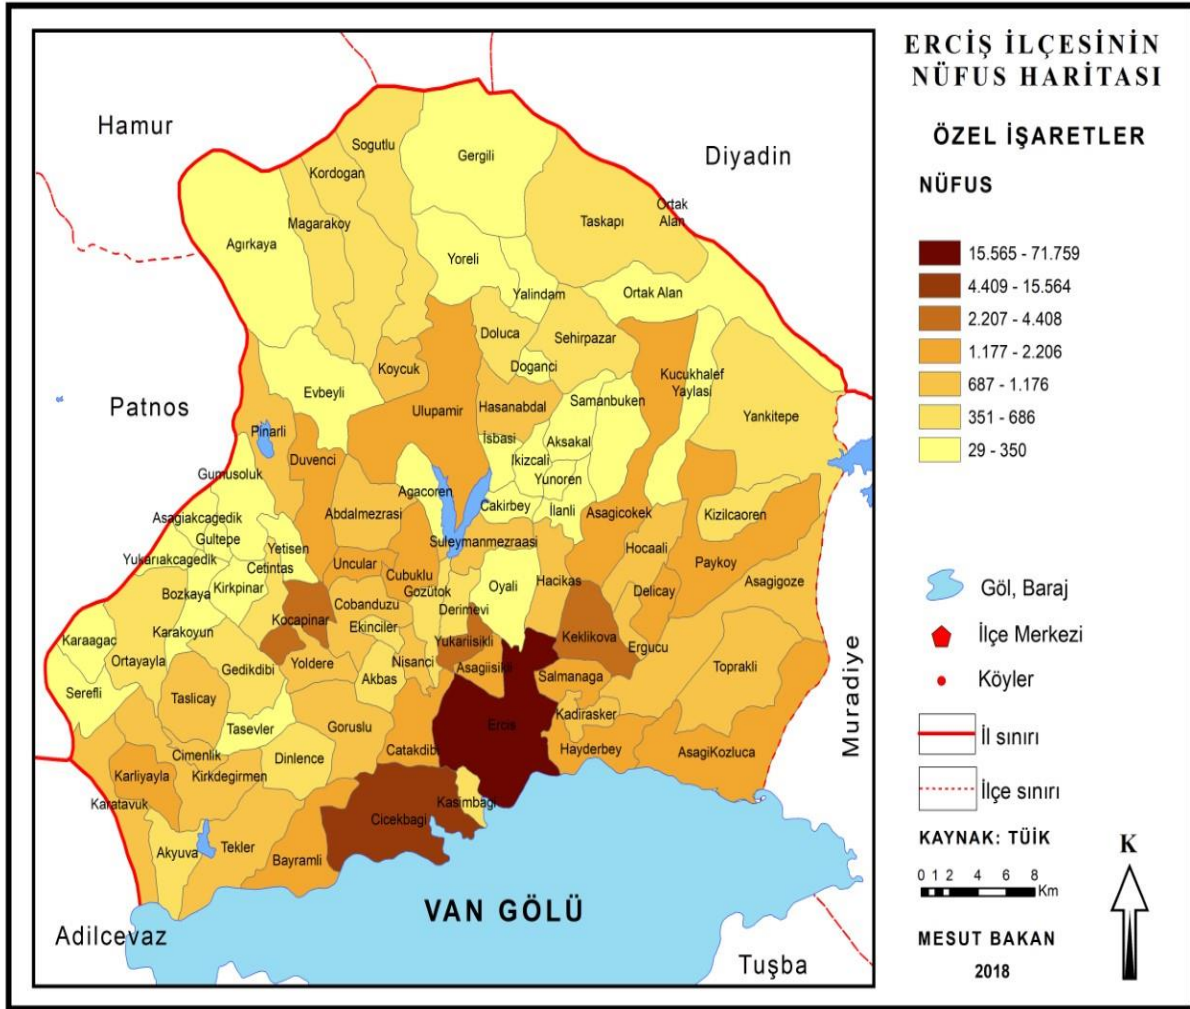 ERCİŞ İLÇESİNİN
NÜFUS HARİTASI
ÖZEL İŞARETLER
NÜFUS
15.565 - 71.759
4.409 - 15.564
2.207 - 4.408
1.177 - 2.206
687 - 1.176
351 - 686
29 - 350
Göl, Baraj
İlçe Merkezi
Köyler
İl sınırı
İlçe sınırı
KAYNAK: TÜİK
0 1 2 4 6 8
Km
MESUT BAKAN
2018
K
Hamur
Diyadin
Patnos
Muradiye
Adilcevaz
Tuşba
VAN GÖLÜ
Sogutlu
Gergili
Kordogan
Ortak
Alan
Taskapı
Magarakoy
Agırkaya
Yoreli
Yalindam
Ortak Alan
Doluca
Sehirpazar
Koycuk
Doganci
Kucukhalef
Yaylasi
Evbeyli
Samanbuken
Ulupamir
Hasanabdal
Yankitepe
Pinarli
İsbasi
Aksakal
Duvenci
Ikizcali
Gumusoluk
Yunoren
Agacoren
Cakirbey
İlanli
Asagicokek
Kizilcaoren
Asagiakcagedik
Abdalmezrasi
Gultepe
Suleymanmezraasi
Yetisen
Hocaali
Yukarıakcagedik
Cetintas
Uncular
Cubuklu
Paykoy
Kirkpinar
Gozütok
Oyali
Hacikas
Delicay
Asagigoze
Bozkaya
Cobanduzu
Derimevi
Kocapinar
Karakoyun
Ekinciler
Yukariisikli
Keklikova
Ergucu
Karaagac
Ortayayla
Gedikdibi
Yoldere
Nisanci
Asagiisikli
Toprakli
Akbas
Salmanaga
Serefli
Taslicay
Kadirasker
Tasevler
Goruslu
Ercis
Cimenlik
Dinlence
Catakdibi
Hayderbey
AsagiKozluca
Karliyayla
Kirkdegirmen
Karatavuk
Kasimbagi
Cicekbagi
Akyuva
Tekler
Bayramli